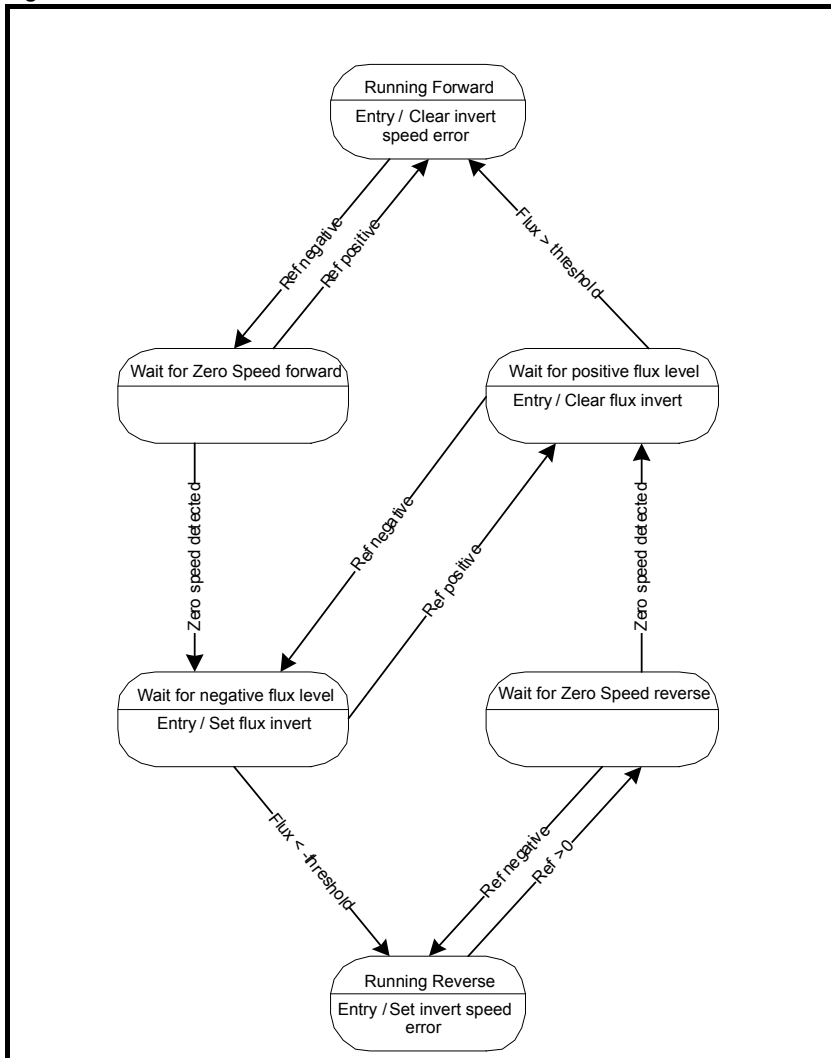 Running Forward
Entry / Clear invert
speed error
Ref negative
Ref positive
Flux > threshold
Wait for Zero Speed forward
Wait for positive flux level
Entry / Clear flux invert
Zero speed detected
Ref negative
Ref positive
Zero speed detected
Wait for negative flux level
Entry / Set flux invert
Wait for Zero Speed reverse
Flux < -threshold
Ref negative
Ref >0
Running Reverse
Entry / Set invert speed
error